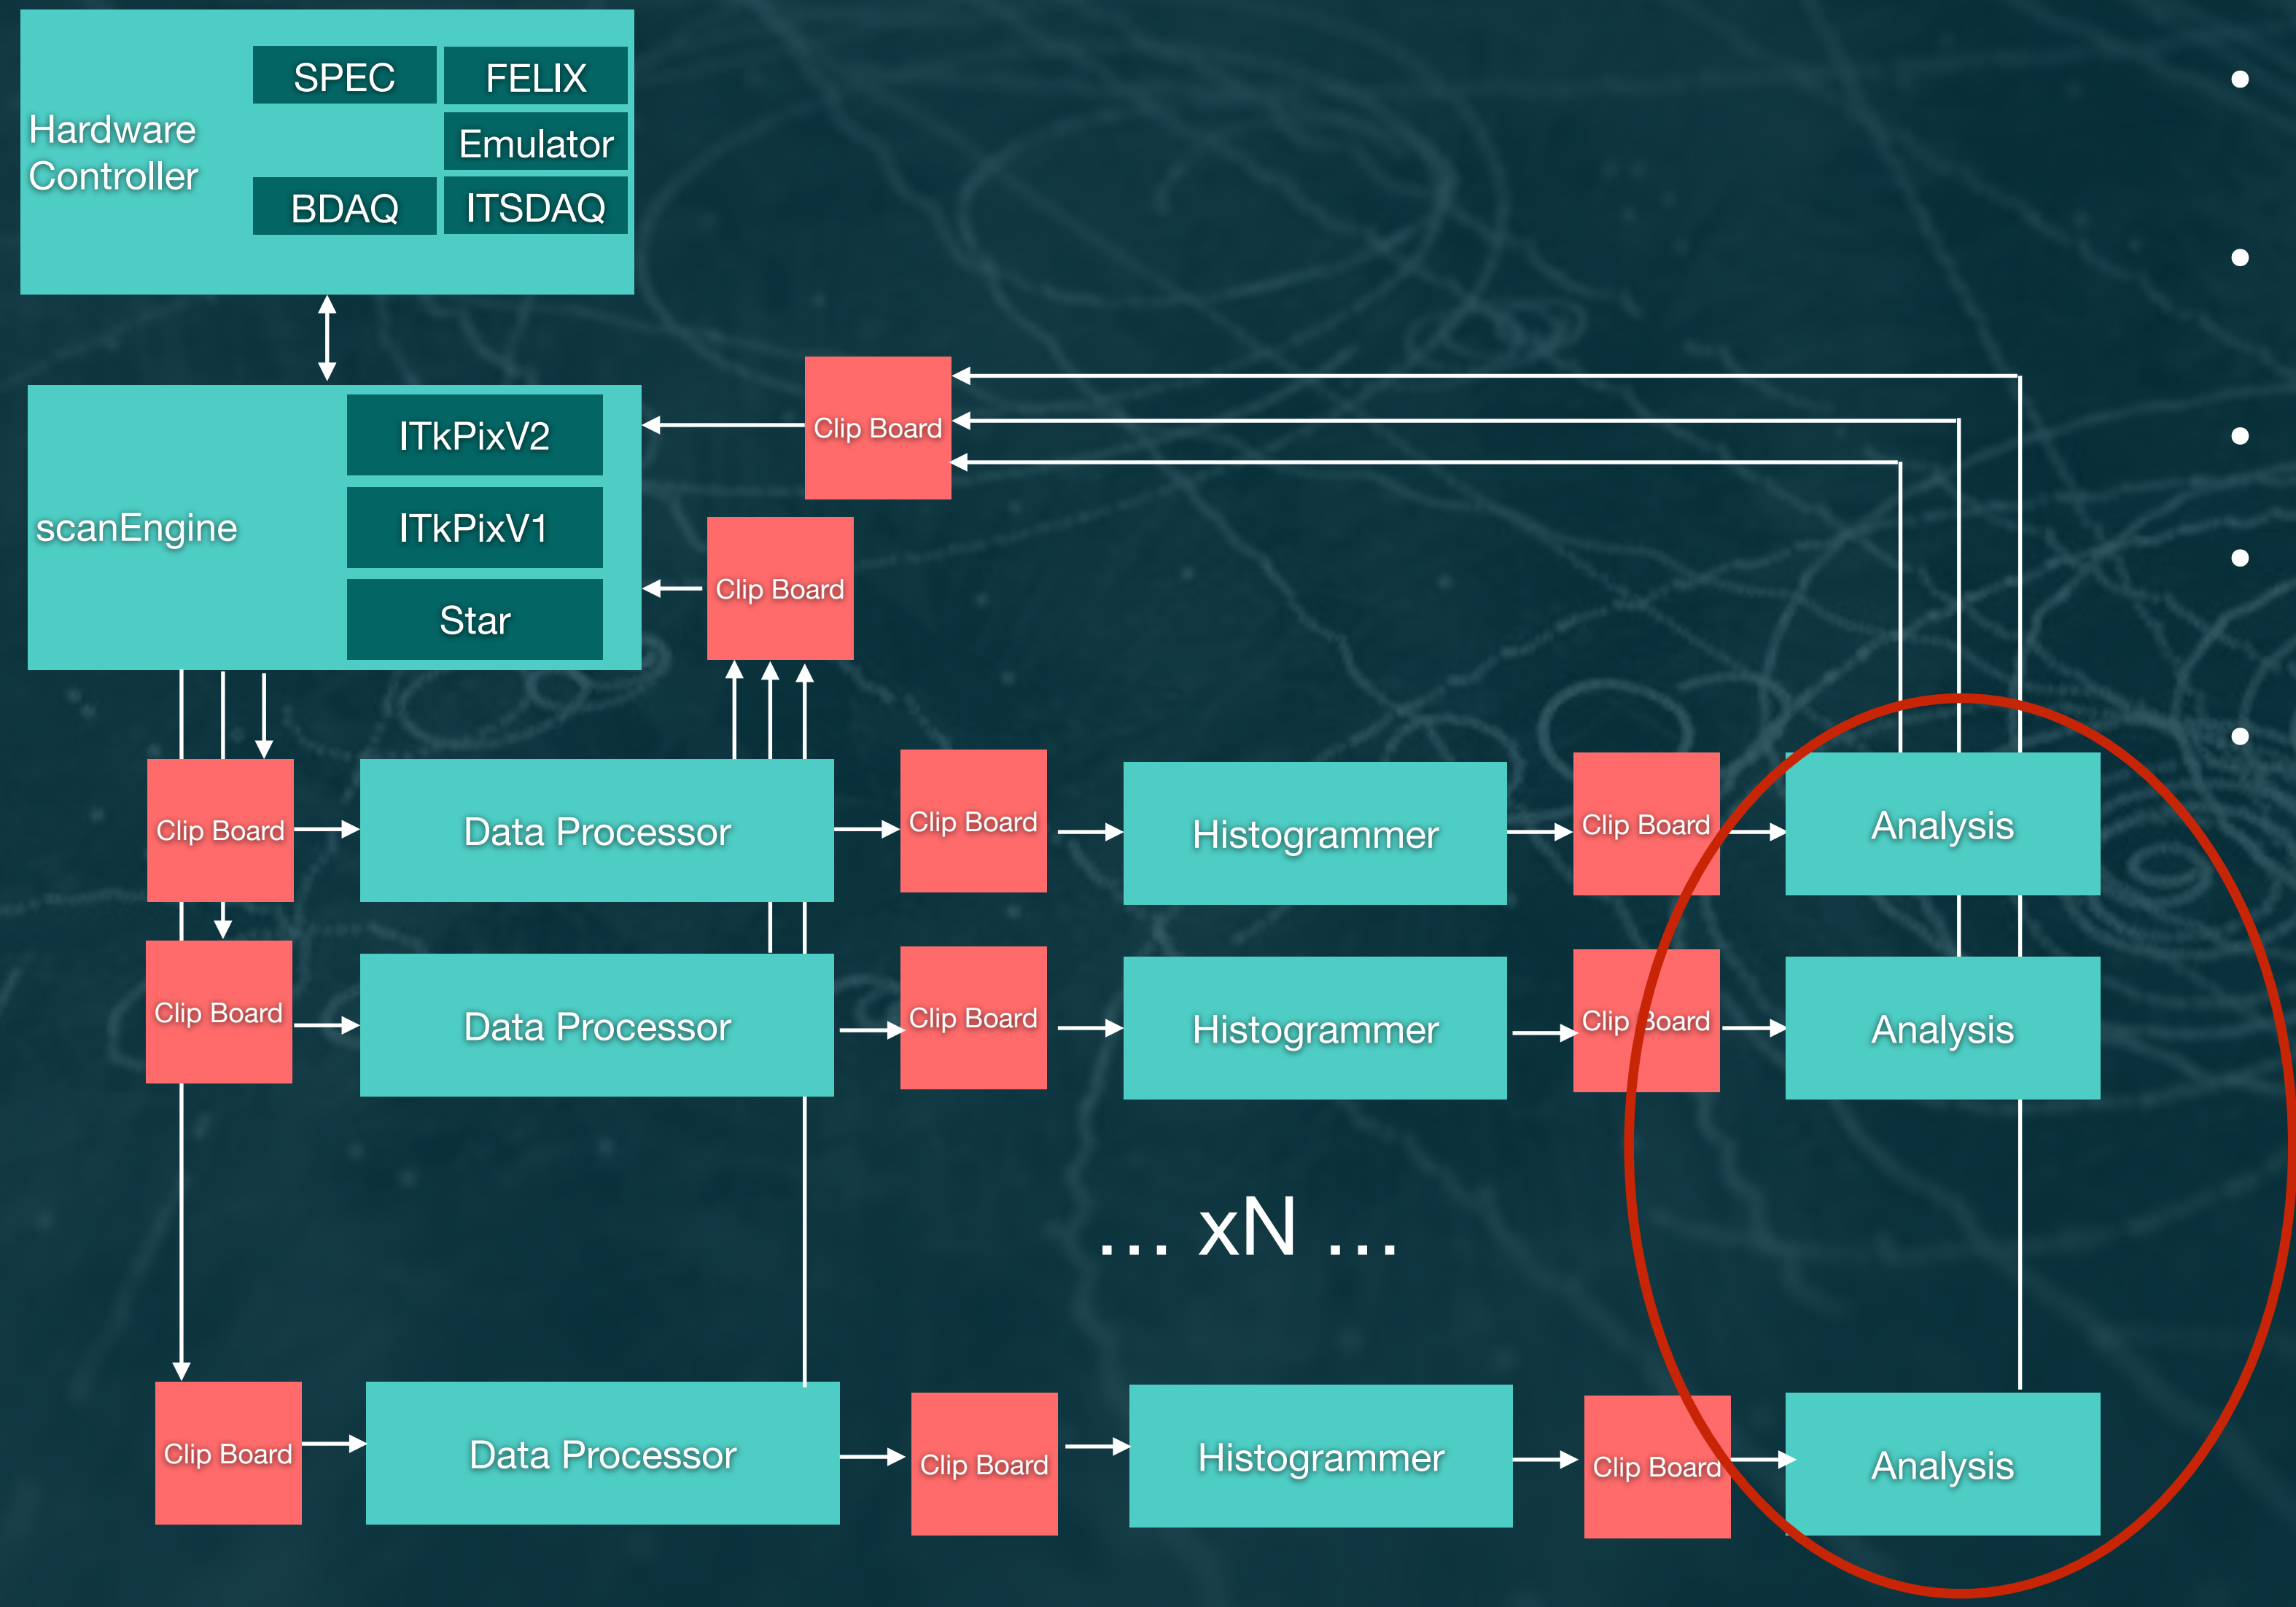 SPEC
FELIX
Hardware
Controller
Emulator
BDAQ
ITSDAQ
ITkPixV2
Clip Board
scanEngine
ITkPixV1
Clip Board
Star
Clip Board
Data Processor
Clip Board
Histogrammer
Clip Board
Analysis
Clip Board
Data Processor
Clip Board
Histogrammer
Clip Board
Analysis
... xN ...
Clip Board
Data Processor
Clip Board
Histogrammer
Clip Board
Analysis